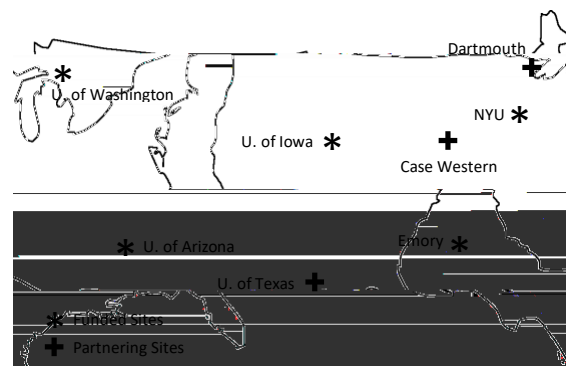 Dartmouth
U. of Washington
NYU
U. of Iowa
Case Western
U. of Arizona
Emory
U. of Texas
Funded Sites
Partnering Sites